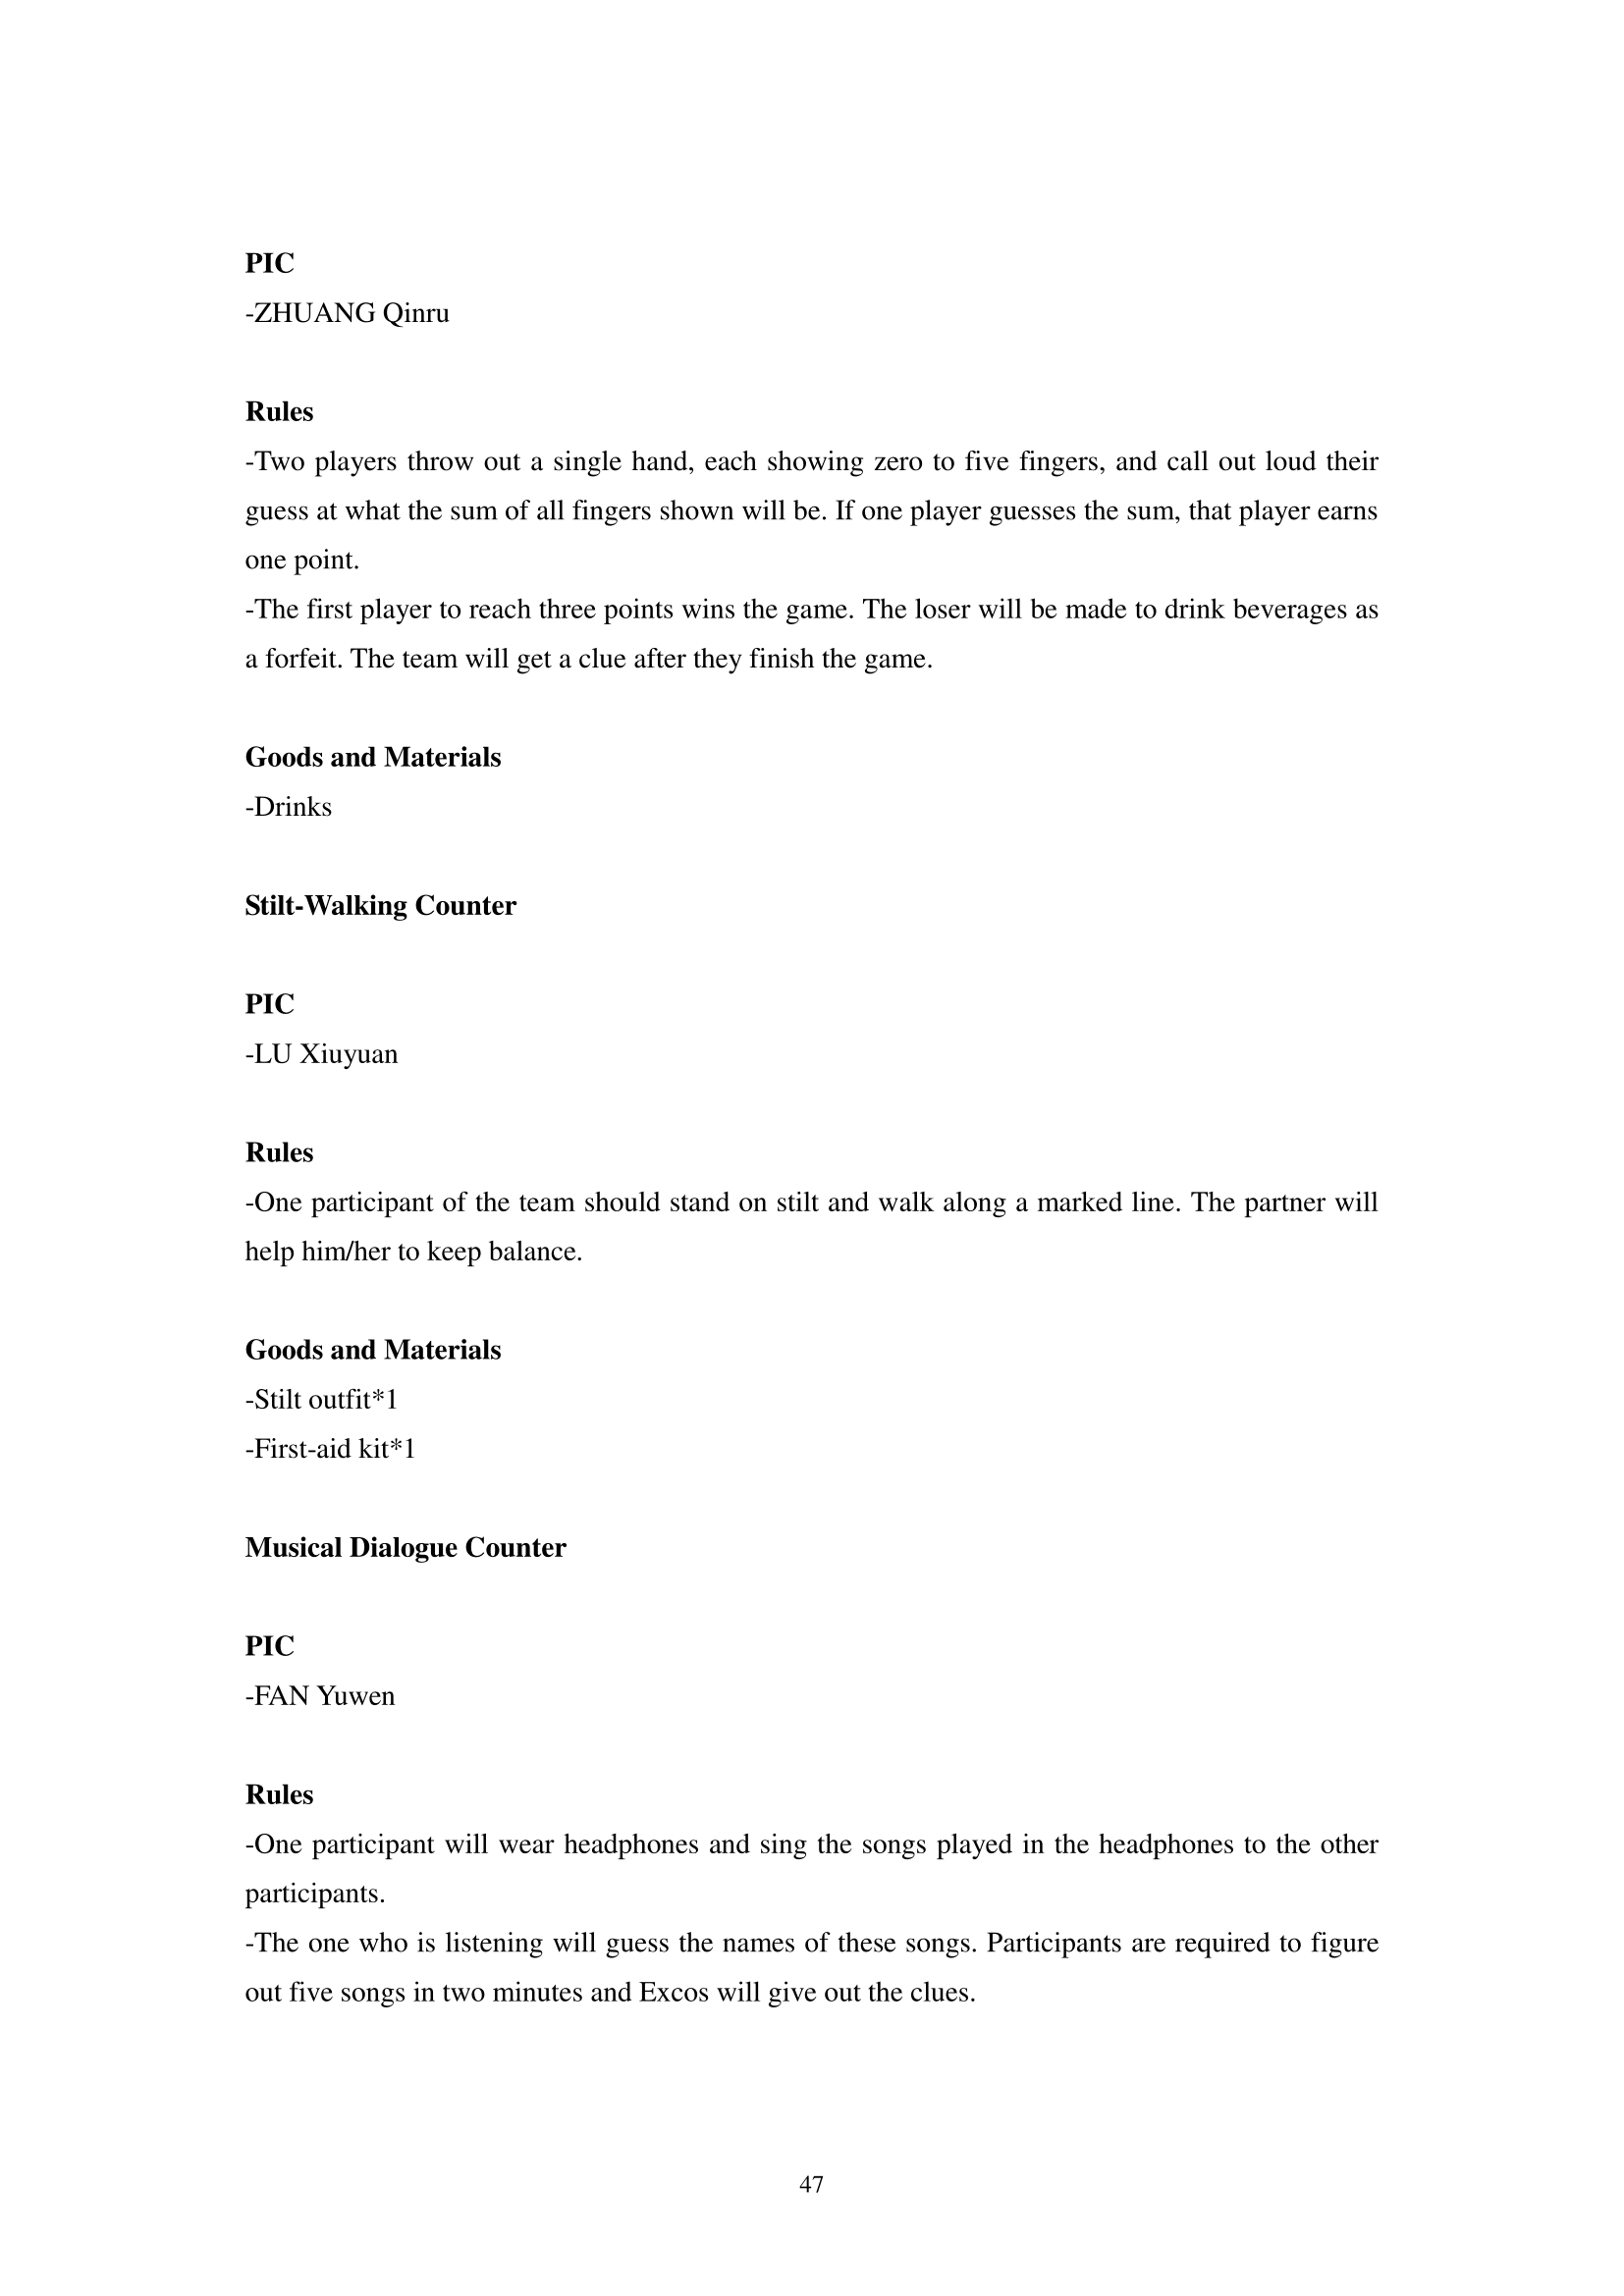 PIC
-ZHUANG Qinru
Rules
-Two players throw out a single hand, each showing zero to five fingers, and call out loud their
guess at what the sum of all fingers shown will be. If one player guesses the sum, that player earns
one point.
-The first player to reach three points wins the game. The loser will be made to drink beverages as
a forfeit. The team will get a clue after they finish the game.
Goods and Materials
-Drinks
Stilt-Walking Counter
PIC
-LU Xiuyuan
Rules
-One participant of the team should stand on stilt and walk along a marked line. The partner will
help him/her to keep balance.
Goods and Materials
-Stilt outfit*1
-First-aid kit*1
Musical Dialogue Counter
PIC
-FAN Yuwen
Rules
-One participant will wear headphones and sing the songs played in the headphones to the other
participants.
-The one who is listening will guess the names of these songs. Participants are required to figure
out five songs in two minutes and Excos will give out the clues.
47